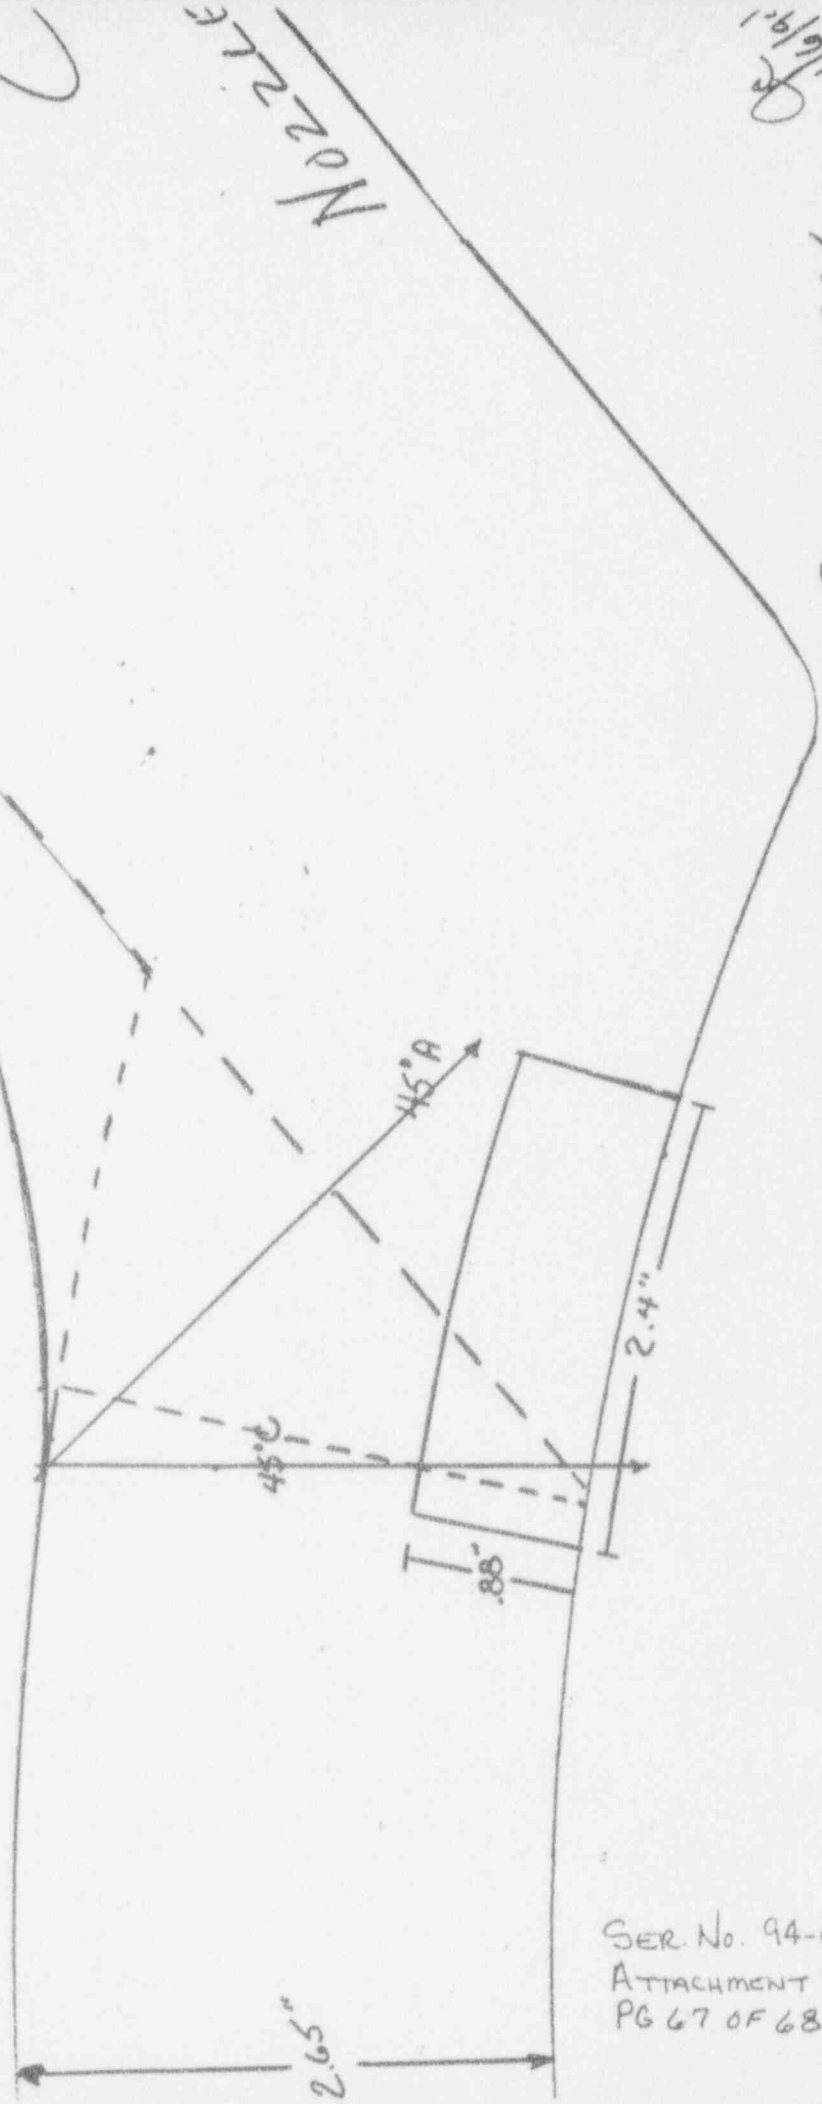 NOZZLE
45°A
45°C
2.4"
.88"
2.65"
SER. No. 94-
ATTACHMENT
PG 67 OF 68